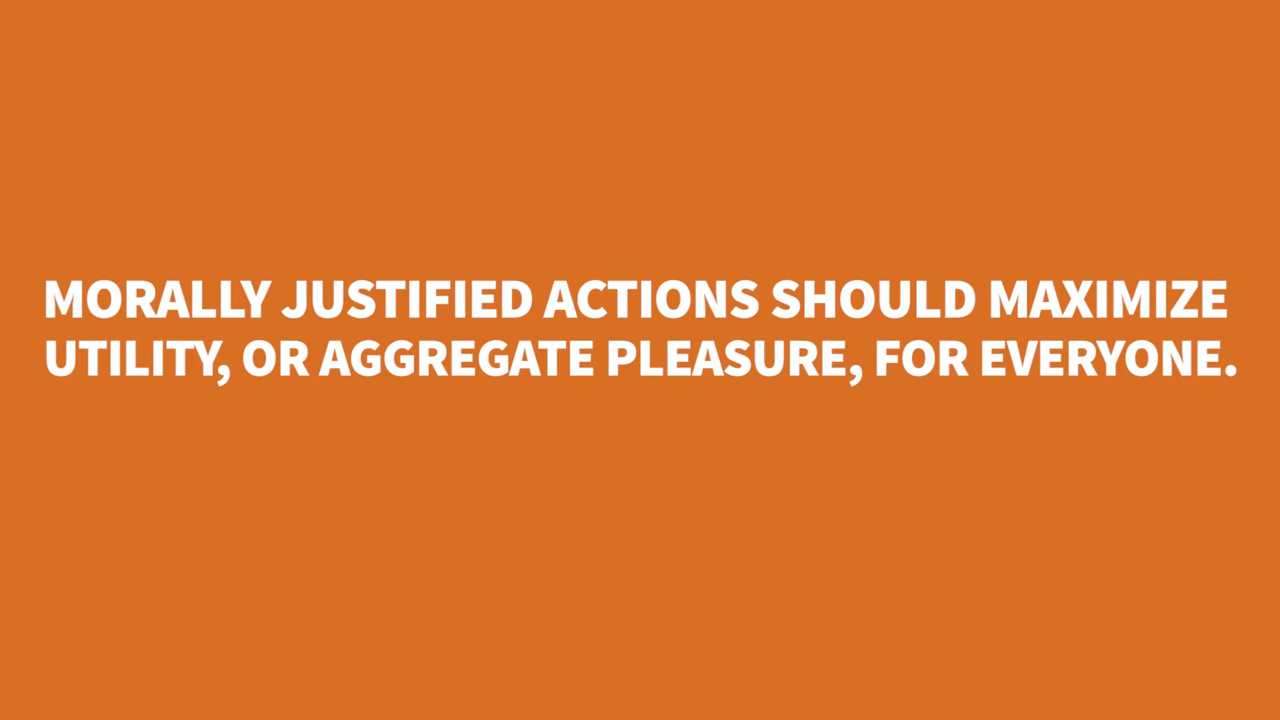 MORALLY JUSTIFIED ACTIONS SHOULD MAXIMIZE
UTILITY, OR AGGREGATE PLEASURE, FOR EVERYONE.